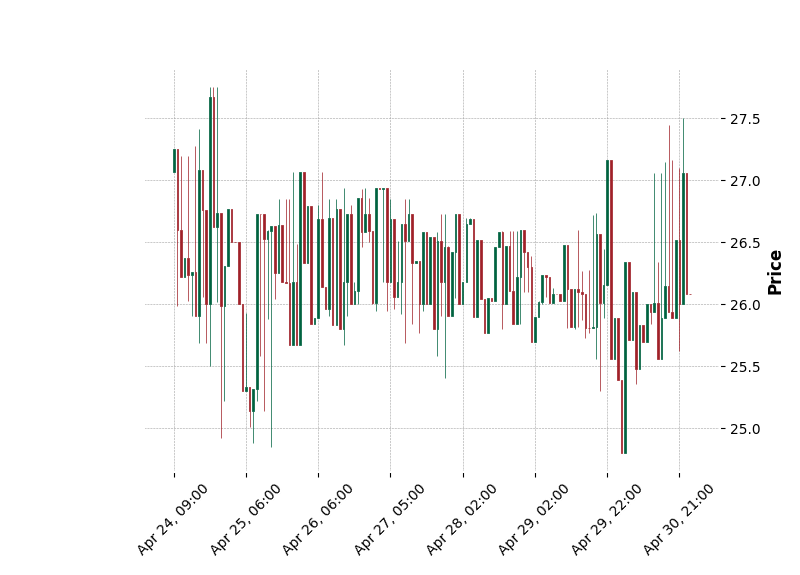 27.5
27.0
26.5
26.0
25.5
25.0
Price
Apr 24, 09:00
Apr 25, 06:00
Apr 26, 06:00
Apr 27, 05:00
Apr 28, 02:00
Apr 29, 02:00
Apr 29, 22:00
Apr 30, 21:00